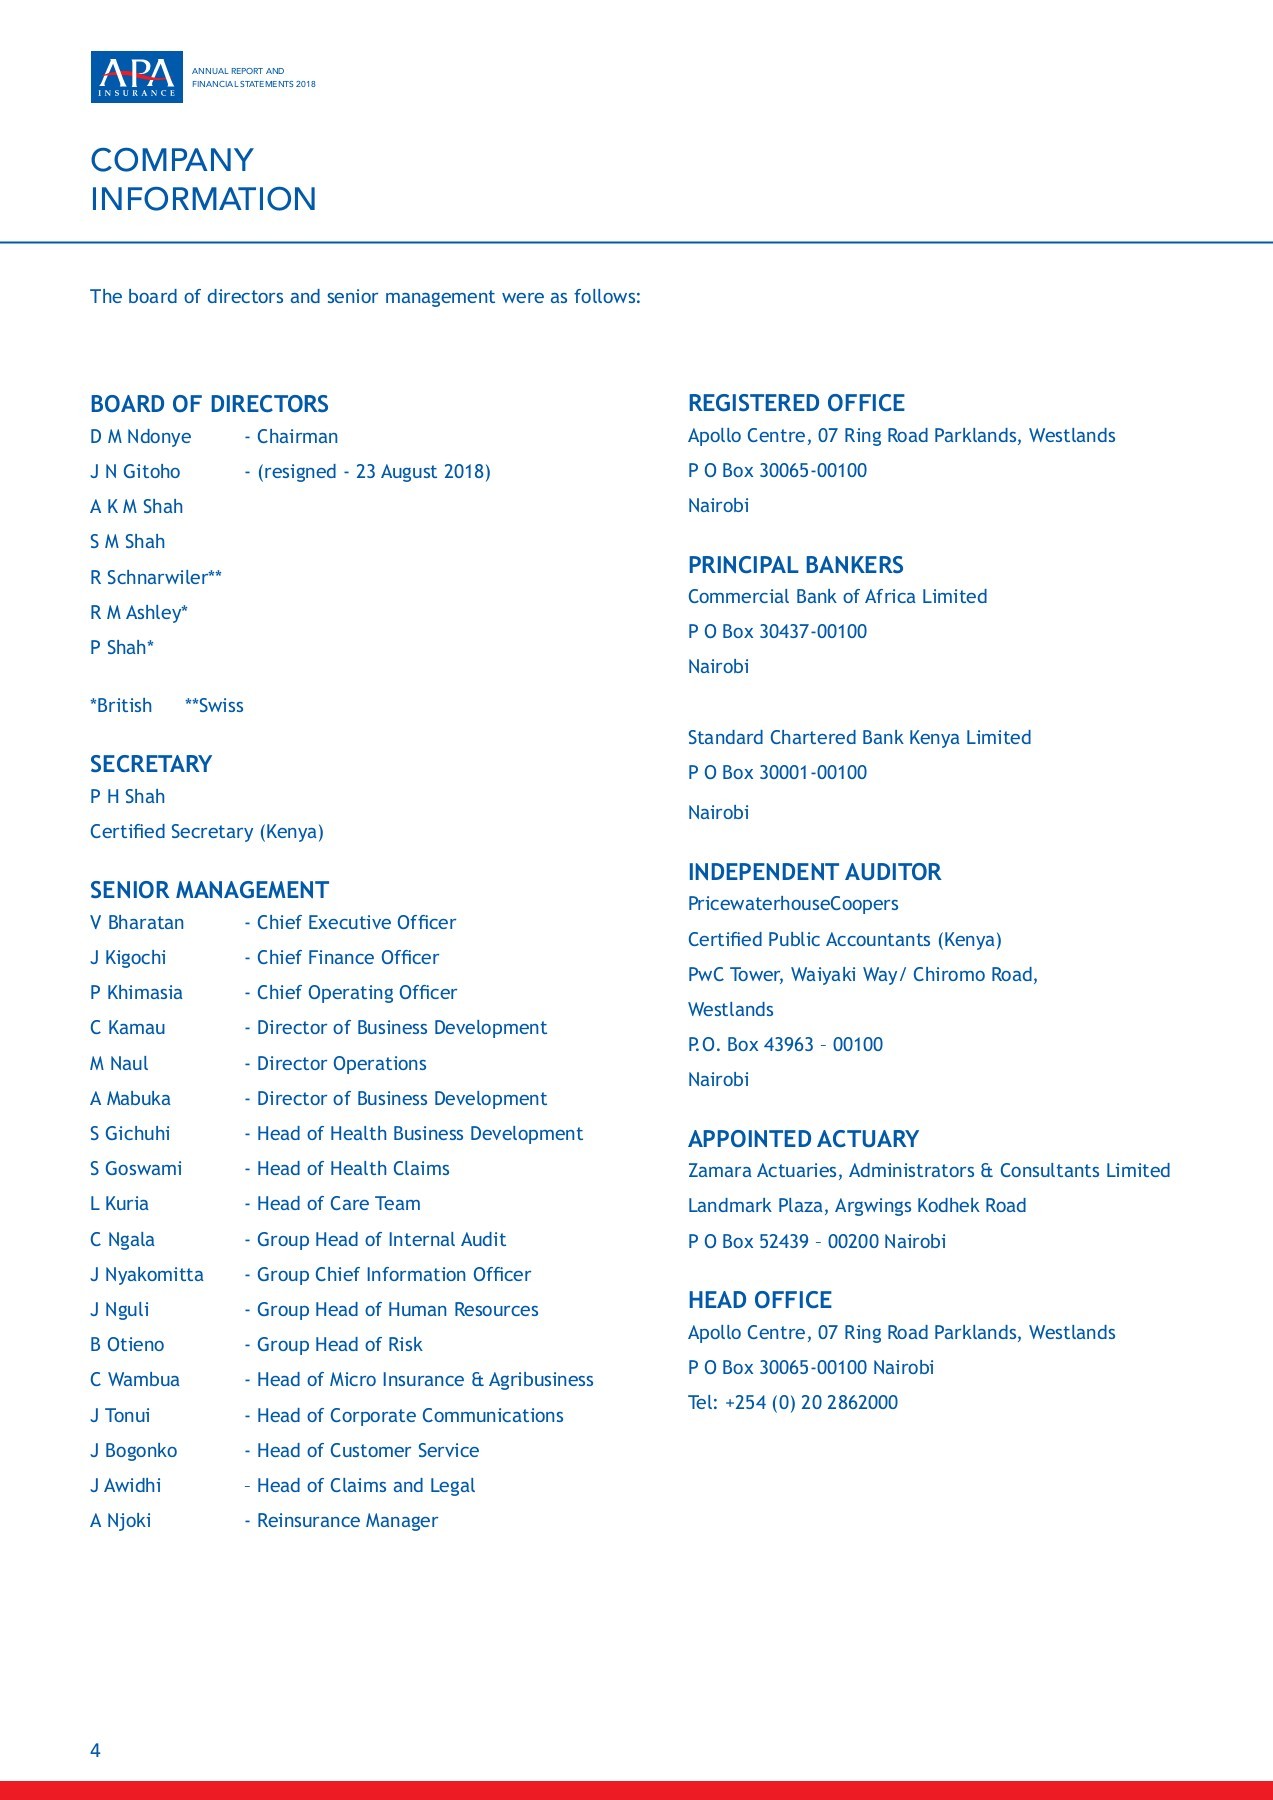 APA
INSURANCE
ANNUAL REPORT AND
FINANCIAL STATEMENTS 2018
COMPANY
INFORMATION
The board of directors and senior management were as follows:
BOARD OF DIRECTORS
D M Ndonye - Chairman
J N Gitoho - (resigned - 23 August 2018)
A K M Shah
S M Shah
R Schnarwiler**
R M Ashley*
P Shah*
*British **Swiss
SECRETARY
P H Shah
Certified Secretary (Kenya)
SENIOR MANAGEMENT
V Bharatan - Chief Executive Officer
J Kigochi - Chief Finance Officer
P Khimasia - Chief Operating Officer
C Kamau - Director of Business Development
M Naul - Director Operations
A Mabuka - Director of Business Development
S Gichuhi - Head of Health Business Development
S Goswami - Head of Health Claims
L Kuria - Head of Care Team
C Ngala - Group Head of Internal Audit
J Nyakomitta - Group Chief Information Officer
J Nguli - Group Head of Human Resources
B Otieno - Group Head of Risk
C Wambua - Head of Micro Insurance & Agribusiness
J Tonui - Head of Corporate Communications
J Bogonko - Head of Customer Service
J Awidhi – Head of Claims and Legal
A Njoki - Reinsurance Manager
REGISTERED OFFICE
Apollo Centre, 07 Ring Road Parklands, Westlands
P O Box 30065-00100
Nairobi
PRINCIPAL BANKERS
Commercial Bank of Africa Limited
P O Box 30437-00100
Nairobi
Standard Chartered Bank Kenya Limited
P O Box 30001-00100
Nairobi
INDEPENDENT AUDITOR
PricewaterhouseCoopers
Certified Public Accountants (Kenya)
PwC Tower, Waiyaki Way/ Chiromo Road,
Westlands
P.O. Box 43963 – 00100
Nairobi
APPOINTED ACTUARY
Zamara Actuaries, Administrators & Consultants Limited
Landmark Plaza, Argwings Kodhek Road
P O Box 52439 – 00200 Nairobi
HEAD OFFICE
Apollo Centre, 07 Ring Road Parklands, Westlands
P O Box 30065-00100 Nairobi
Tel: +254 (0) 20 2862000
4